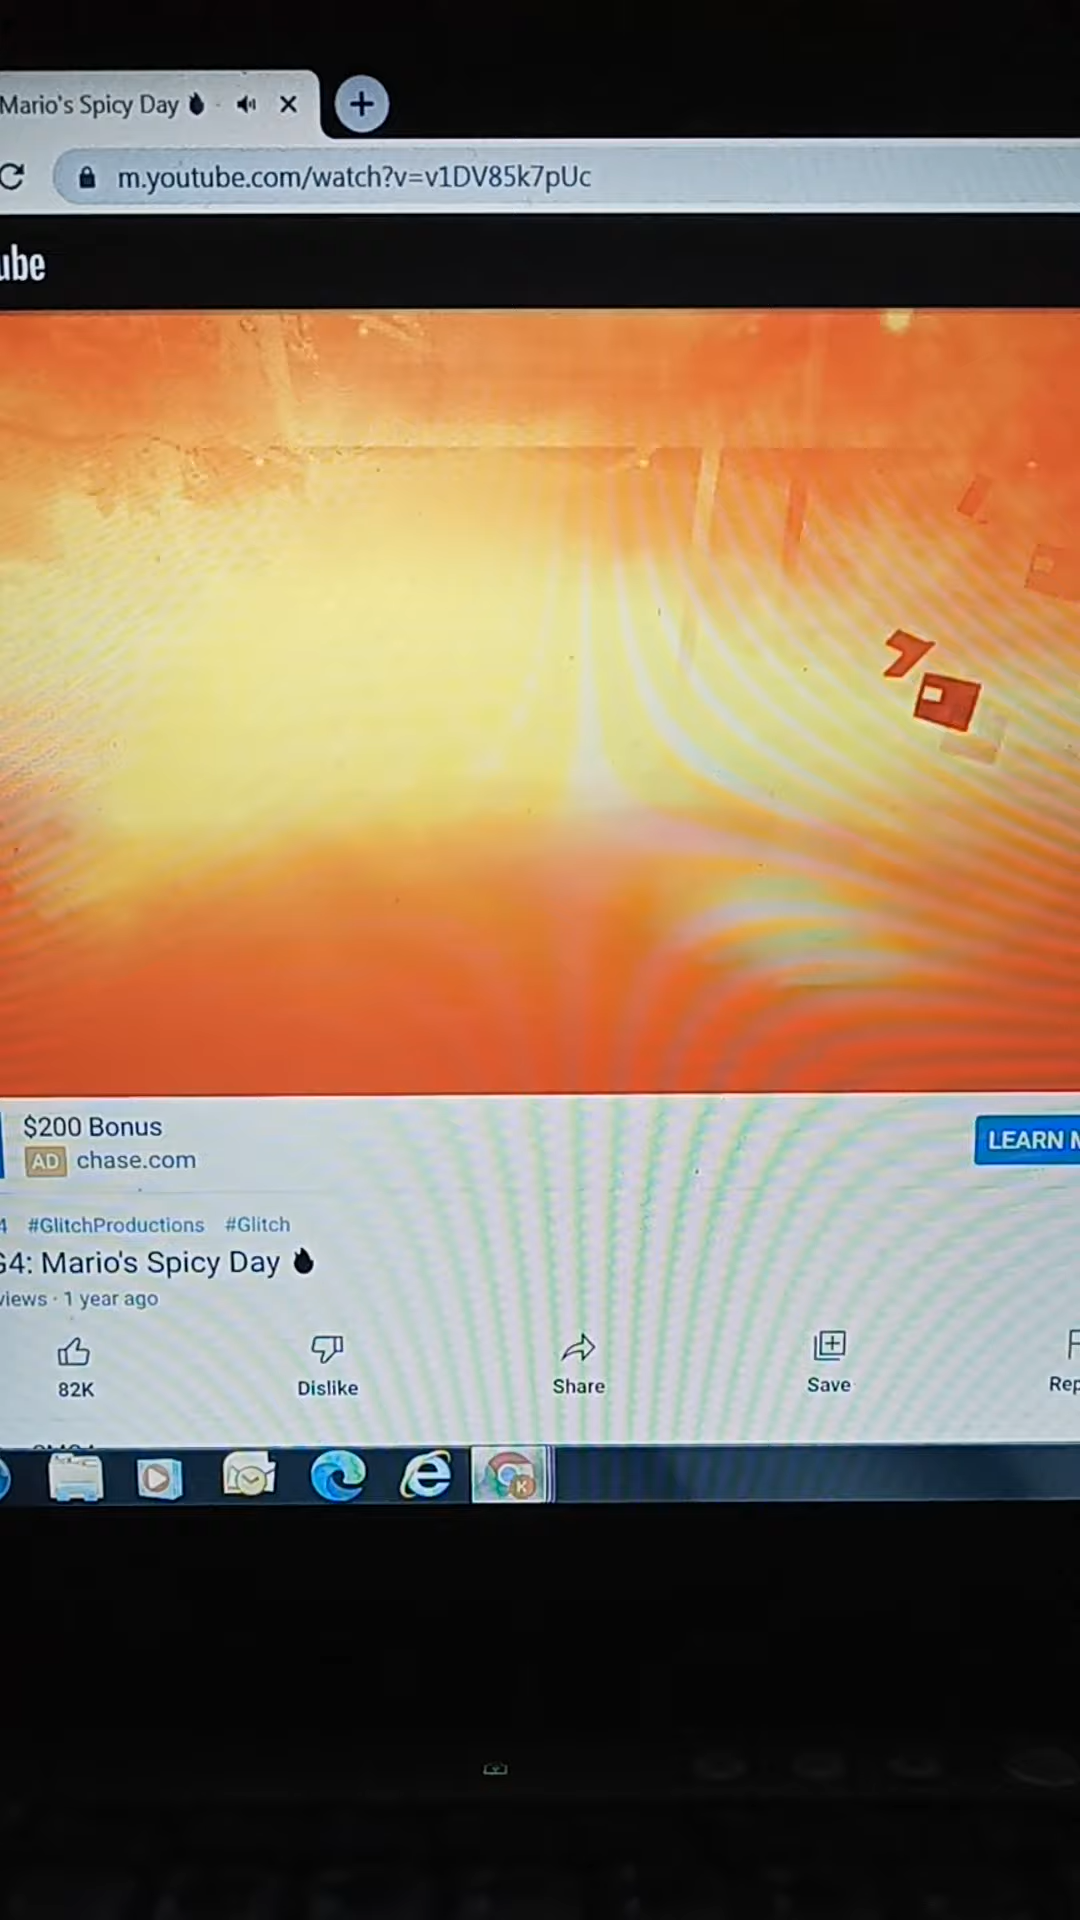 Mario's Spicy Day
m.youtube.com/watch?v=v1DV85k7pUc
ube
$200 Bonus
AD chase.com
LEARN M
4 #GlitchProductions #Glitch
G4: Mario's Spicy Day
views · 1 year ago
82K
Dislike
Share
Save
Rep
K